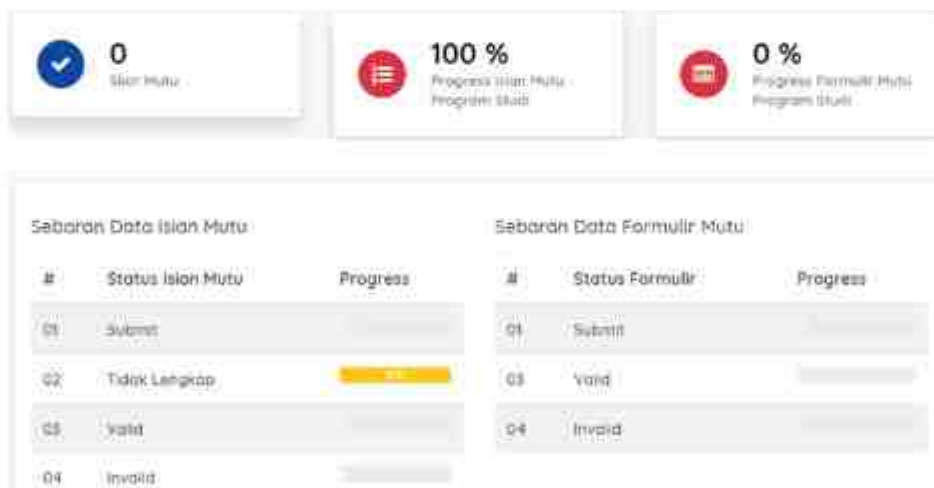 0
Skor Mutu
100 %
Progress Isian Mutu
Program Studi
0 %
Progress Formulir Mutu
Program Studi
Sebaran Data Isian Mutu
# Status Isian Mutu Progress
01 Submit
02 Tidak Lengkap
03 Valid
04 Invalid
Sebaran Data Formulir Mutu
# Status Formulir Progress
01 Submit
03 Valid
04 Invalid